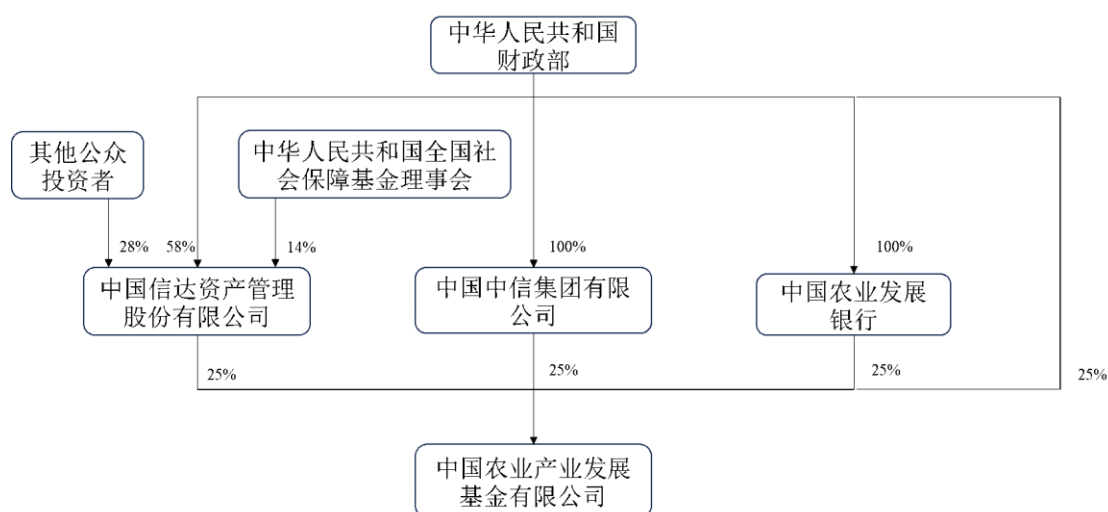 中华人民共和国
财政部
其他公众
投资者
中华人民共和国全国社
会保障基金理事会
28%
58%
14%
100%
100%
中国信达资产管理
股份有限公司
中国中信集团有限
公司
中国农业发展
银行
25%
25%
25%
25%
中国农业产业发展
基金有限公司